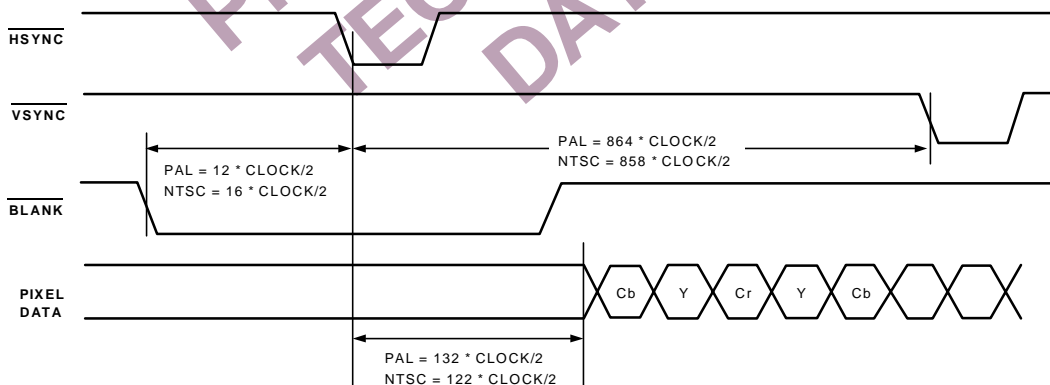 HSYNC
VSYNC
PAL = 864 * CLOCK/2
NTSC = 858 * CLOCK/2
PAL = 12 * CLOCK/2
NTSC = 16 * CLOCK/2
BLANK
PIXEL
DATA
Cb Y Cr Y Cb
PAL = 132 * CLOCK/2
NTSC = 122 * CLOCK/2